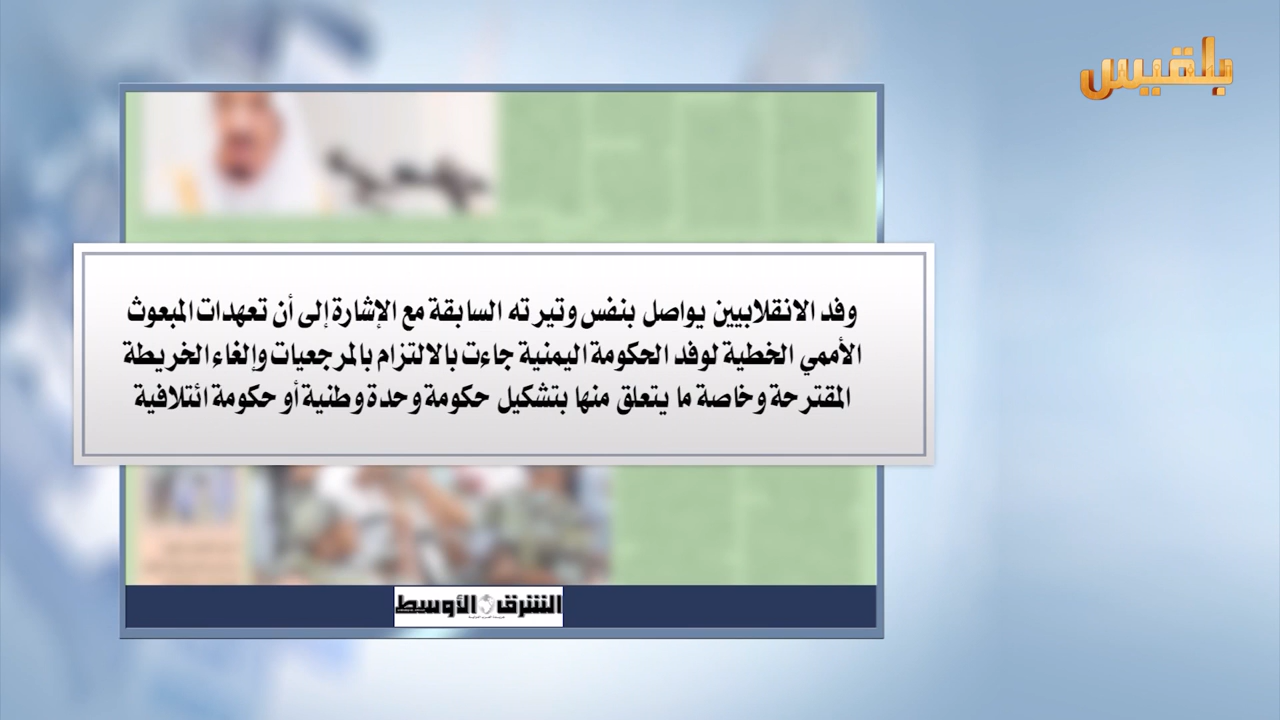 بلقيس
وفد الانقلابيين يواصل بنفس وتيرته السابقة مع الإشارة إلى أن تعهدات المبعوث
الأممي الخطية لوفد الحكومة اليمنية جاءت بالالتزام بالمرجعيات وإلغاء الخريطة
المقترحة وخاصة ما يتعلق منها بتشكيل حكومة وحدة وطنية أو حكومة ائتلافية
الشرق الأوسط